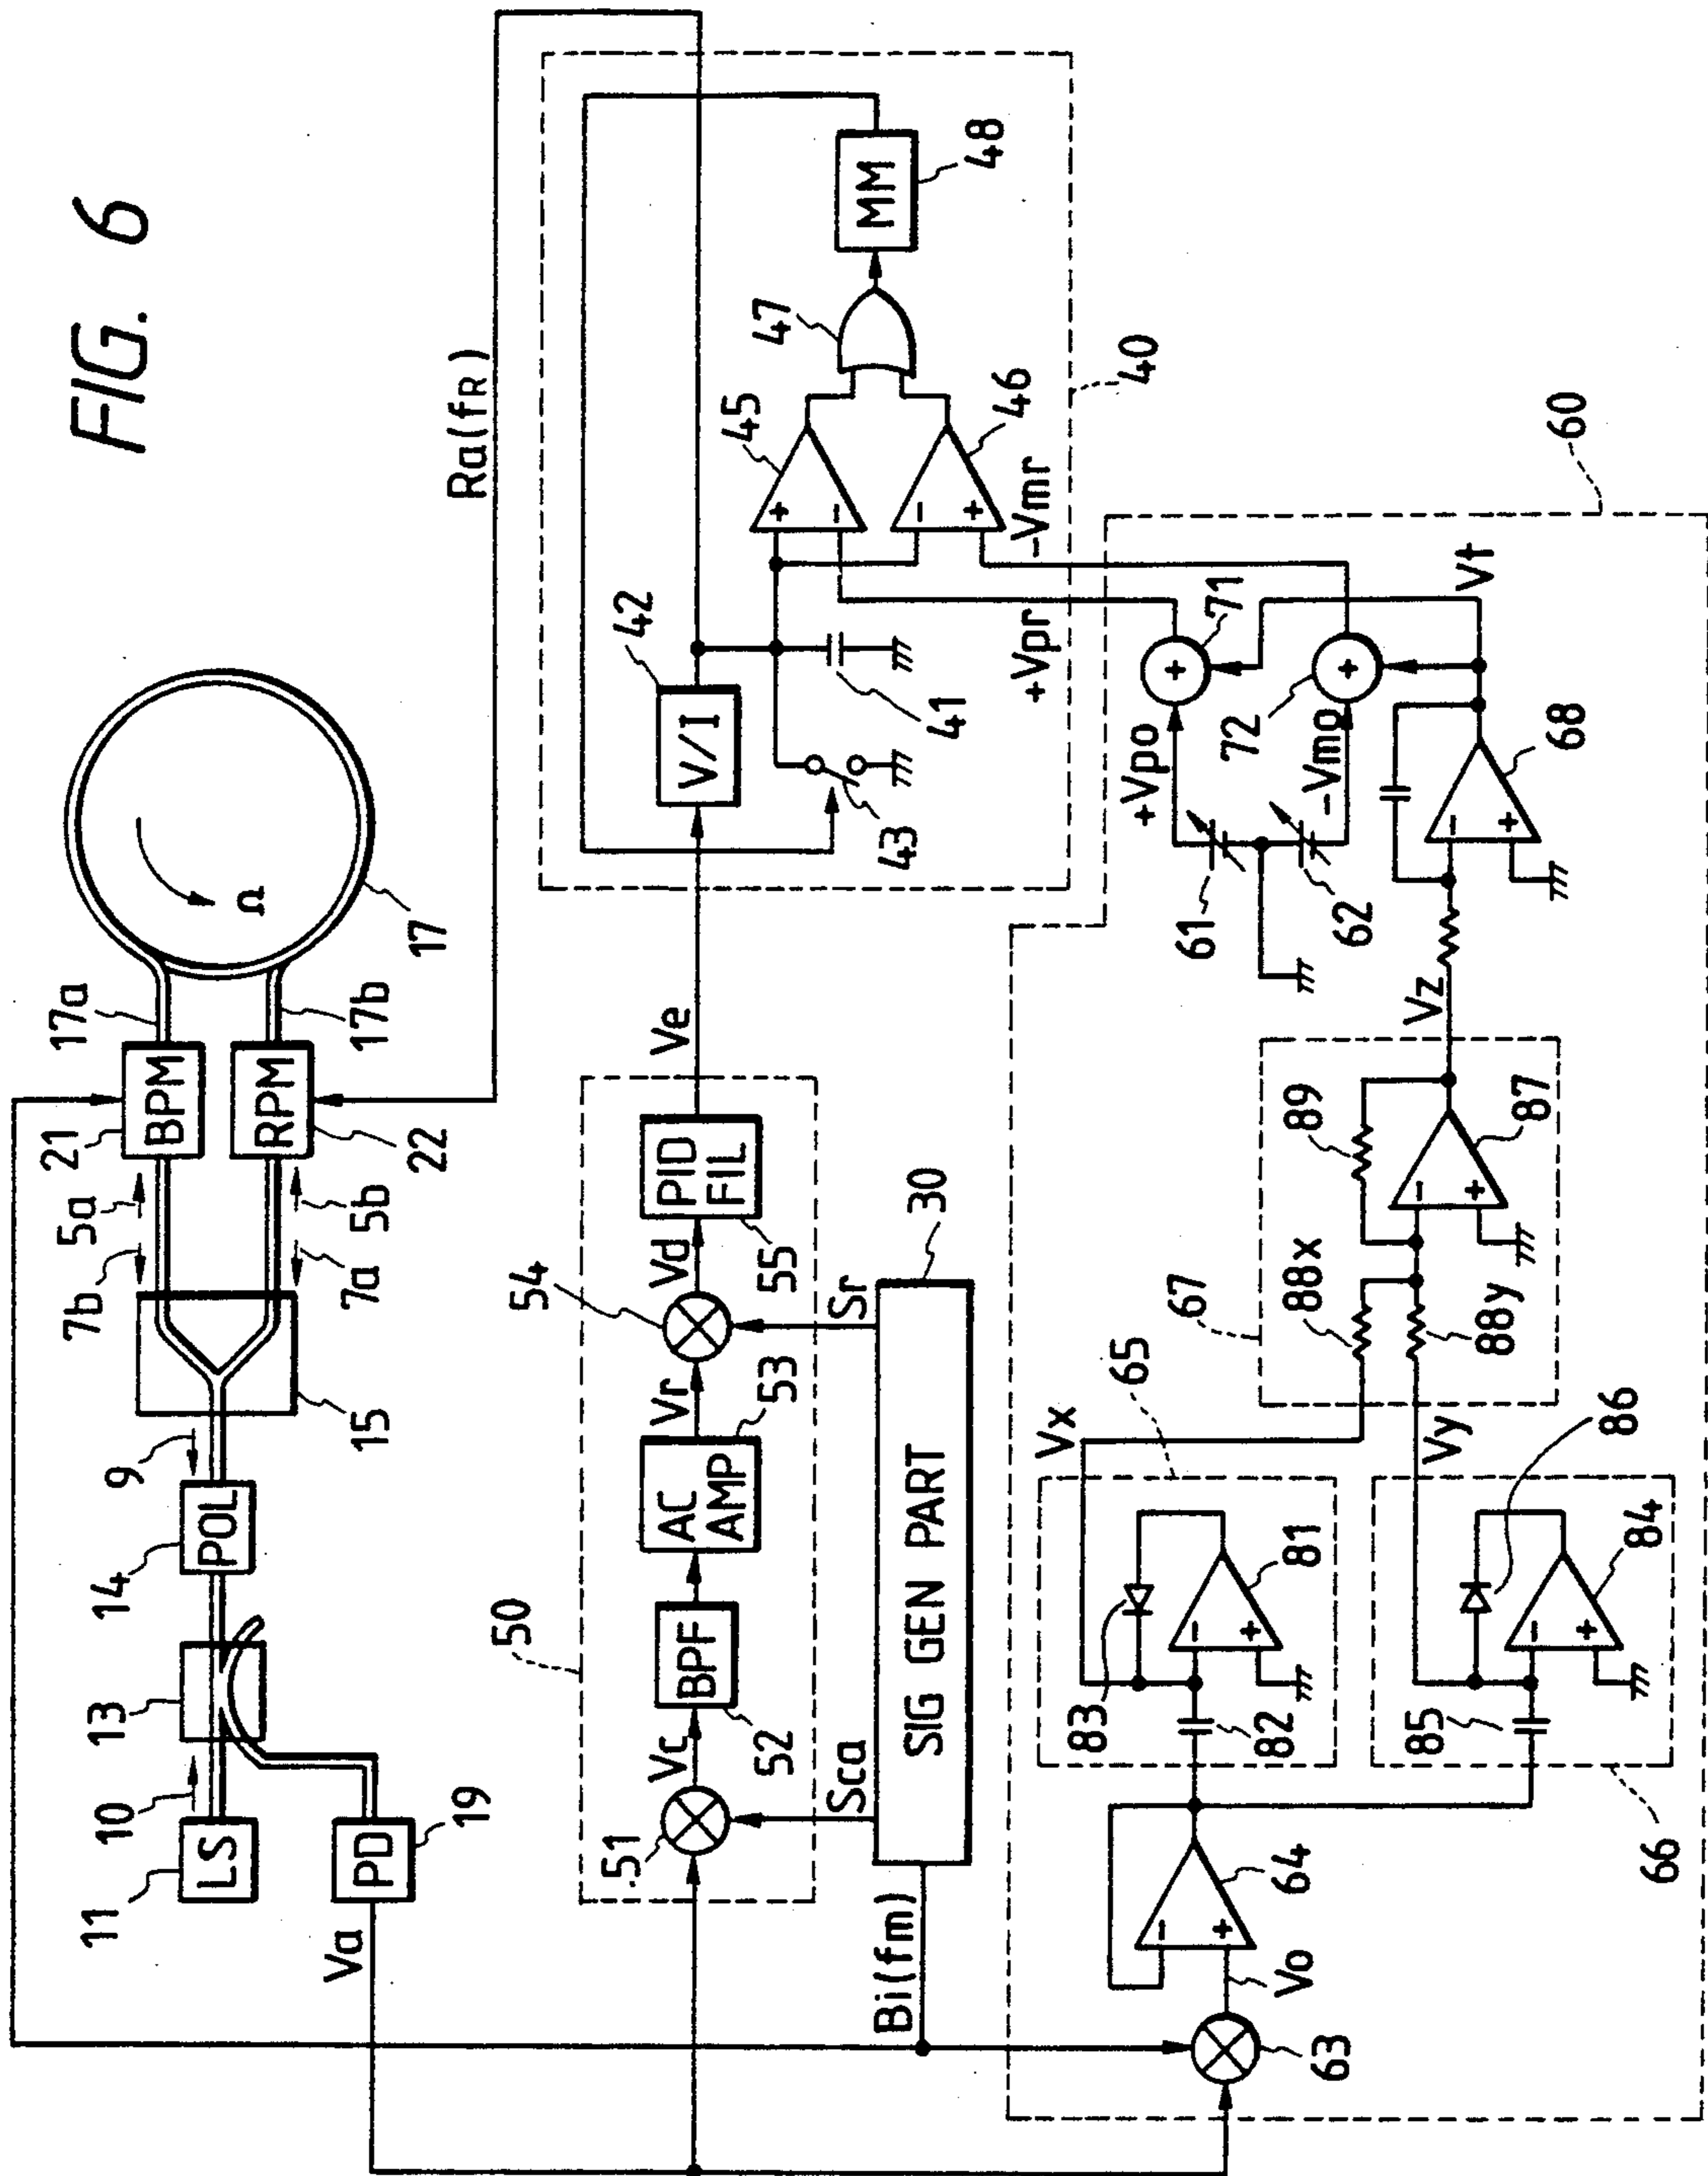 FIG. 6
Ra(fR)
17
Ω
17a
17b
21
BPM
RPM
22
5a
5b
7b
7a
15
9
14
POL
13
10
11
LS
PD
19
Va
50
54
Ve
PID
FIL
55
Vd
Vr
AC
AMP
53
BPF
52
Vc
51
Sca
Sr
30
SIG GEN PART
Bi(fm)
42
V/I
43
41
45
46
47
MM
48
40
+
-
-
+
+Vpr
-Vmr
60
71
72
+
+
Vt
+Vpo
-Vmo
61
62
68
-
+
Vz
67
89
87
88x
88y
-
+
Vx
Vy
65
83
81
82
-
+
86
84
85
-
+
66
64
-
+
Vo
63